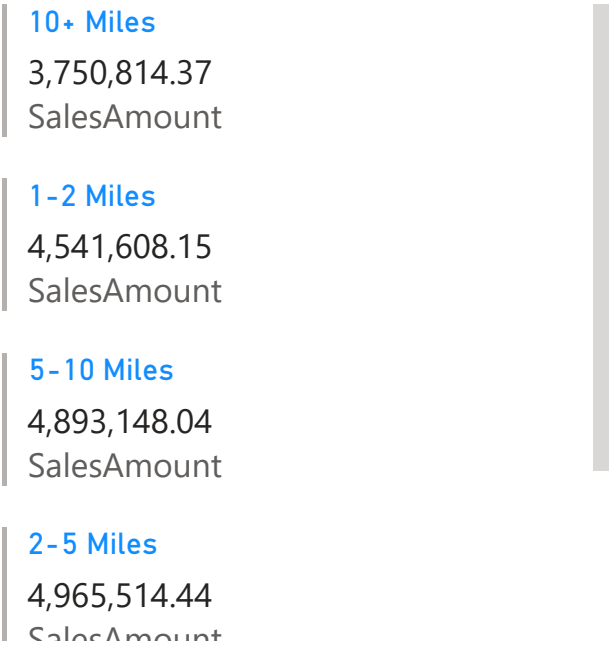 10+ Miles
3,750,814.37
SalesAmount
1-2 Miles
4,541,608.15
SalesAmount
5-10 Miles
4,893,148.04
SalesAmount
2-5 Miles
4,965,514.44
SalesAmount